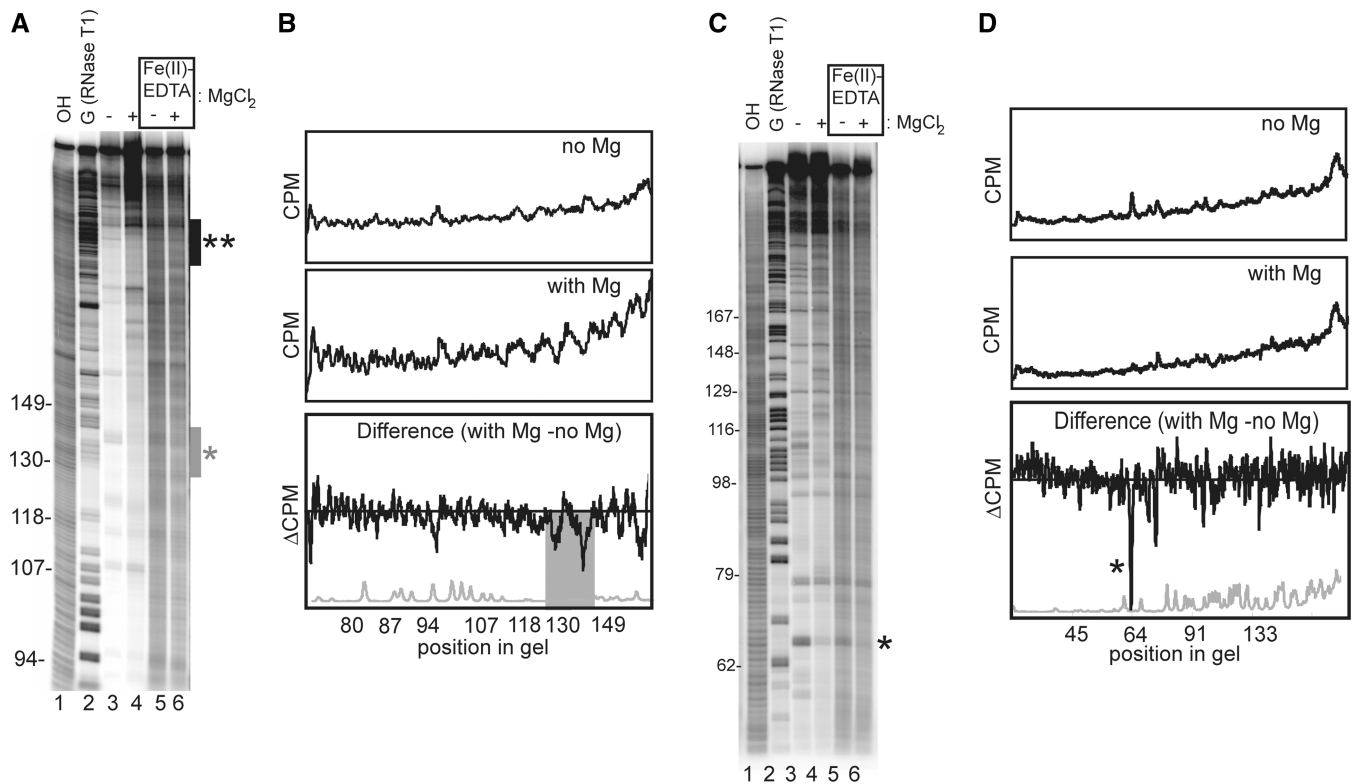 A
OH
G (RNase T1)
Fe(II)-
EDTA
- + - + : MgCl2
**
149-
*
130-
118-
107-
94-
1 2 3 4 5 6
B
no Mg
CPM
with Mg
CPM
Difference (with Mg -no Mg)
ΔCPM
80 87 94 107 118 130 149
position in gel
C
OH
G (RNase T1)
Fe(II)-
EDTA
- + - + : MgCl2
167-
148-
129-
116-
98-
79-
*
62-
1 2 3 4 5 6
D
no Mg
CPM
with Mg
CPM
Difference (with Mg -no Mg)
ΔCPM
*
45 64 91 133
position in gel